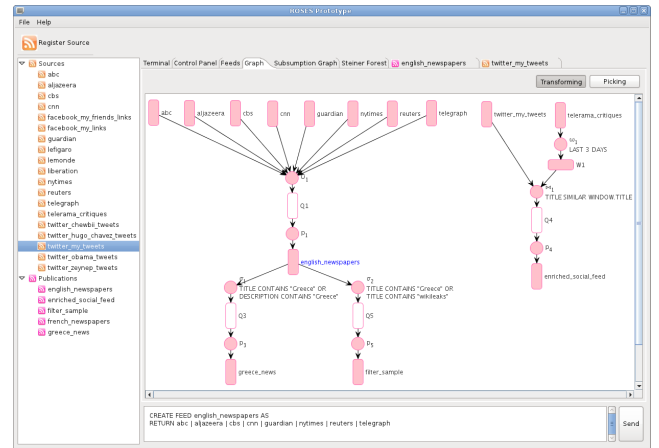 ROSES Prototype
File Help
Register Source
Sources
abc
aljazeera
cbs
cnn
facebook_my_friends_links
facebook_my_links
guardian
lefigaro
lemonde
liberation
nytimes
reuters
telegraph
telerama_critiques
twitter_chewbii_tweets
twitter_hugo_chavez_tweets
twitter_my_tweets
twitter_obama_tweets
twitter_zeynep_tweets
Publications
english_newspapers
enriched_social_feed
filter_sample
french_newspapers
greece_news
Terminal Control Panel Feeds Graph Subsumption Graph Steiner Forest english_newspapers twitter_my_tweets
Transforming Picking
abc aljazeera cbs cnn guardian nytimes reuters telegraph twitter_my_tweets telerama_critiques
LAST 3 DAYS
W1
TITLE SIMILAR WINDOW.TITLE
Q1
Q4
P1
P4
english_newspapers
enriched_social_feed
σ1
TITLE CONTAINS "Greece" OR
DESCRIPTION CONTAINS "Greece"
σ2
TITLE CONTAINS "Greece" OR
TITLE CONTAINS "wikileaks"
Q3
Q5
P3
P5
greece_news
filter_sample
CREATE FEED english_newspapers AS
RETURN abc | aljazeera | cbs | cnn | guardian | nytimes | reuters | telegraph
Send